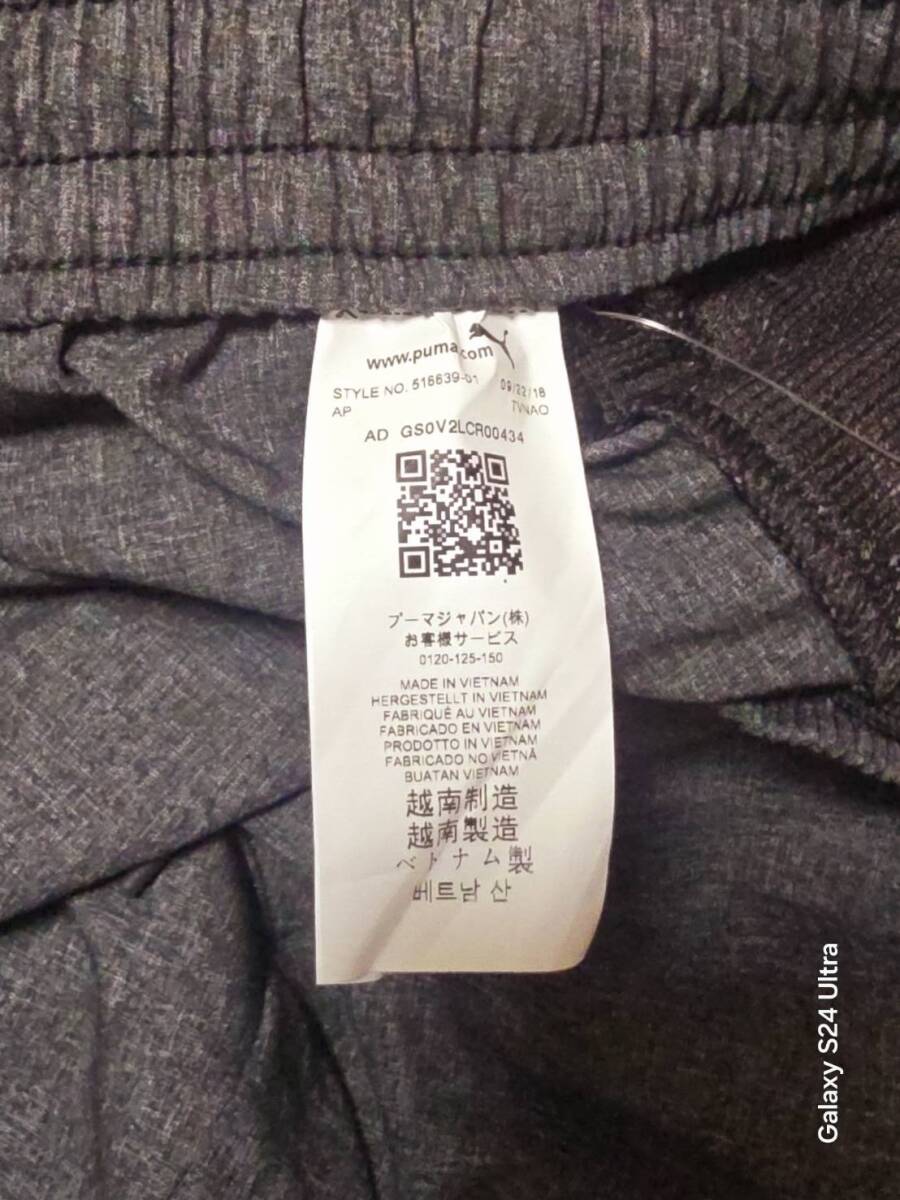 www.puma.com
STYLE NO. 516639-01 09/22/18
AP TVNAO
AD GS0V2LCR00434
プーマジャパン(株)
お客様サービス
0120-125-150
MADE IN VIETNAM
HERGESTELLT IN VIETNAM
FABRIQUÉ AU VIETNAM
FABRICADO EN VIETNAM
PRODOTTO IN VIETNAM
FABRICADO NO VIETNÃ
BUATAN VIETNAM
越南制造
越南製造
ベトナム製
베트남 산
Galaxy S24 Ultra